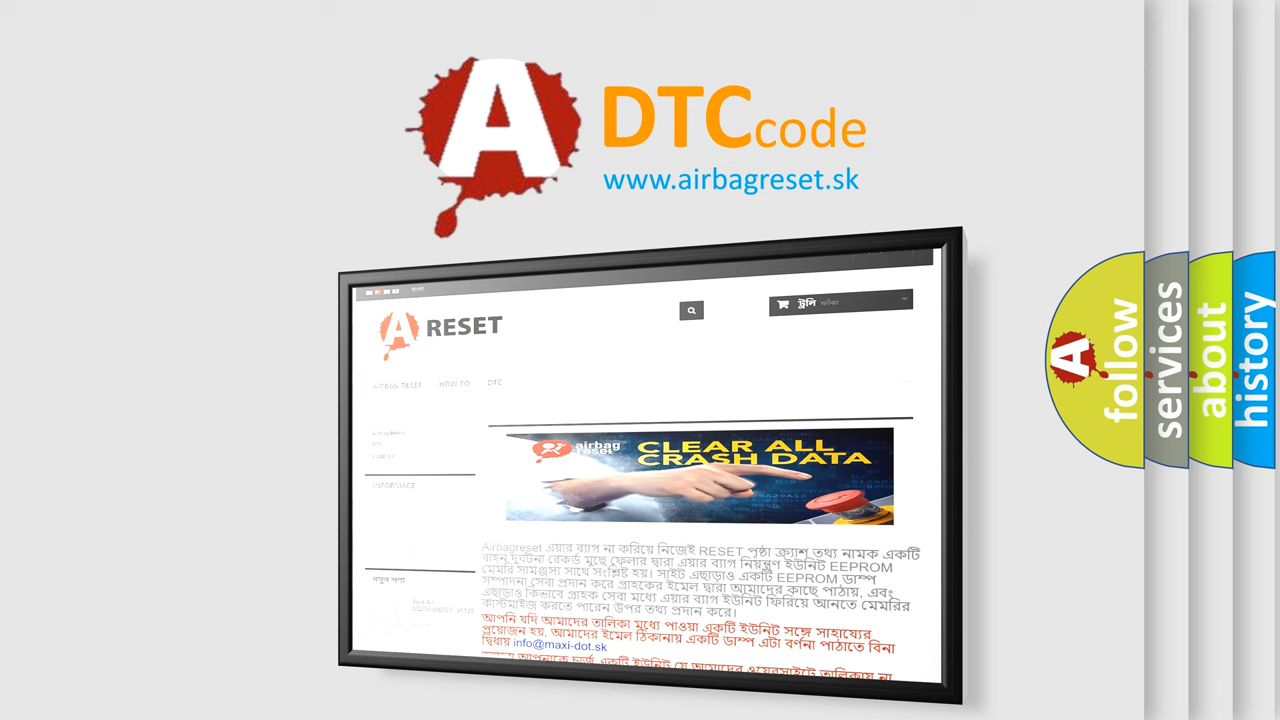 A DTCcode
www.airbagreset.sk
বাংলা
A RESET
ট্রলি ফাঁকা
AIRBAG RESET HOW TO DTC
DTC
INFORMACE
airbag
reset
CLEAR ALL
CRASH DATA
Airbagreset এয়ার ব্যাগ না করিয়ে নিজেই RESET পৃষ্ঠা ক্র্যাশ তথ্য নামক একটি
বাহন দুর্ঘটনা রেকর্ড মুছে ফেলার দ্বারা এয়ার ব্যাগ নিয়ন্ত্রণ ইউনিট EEPROM
মেমরি সামঞ্জস্য সাথে সংশ্লিষ্ট হয়। সাইট এছাড়াও একটি EEPROM ডাম্প
সম্পাদনা সেবা প্রদান করে গ্রাহকের ইমেল দ্বারা আমাদের কাছে পাঠায়, এবং
এছাড়াও কিভাবে গ্রাহক সেবা মধ্যে এয়ার ব্যাগ ইউনিট ফিরিয়ে আনতে মেমরির
কাস্টমাইজ করতে পারেন উপর তথ্য প্রদান করে।
আপনি যদি আমাদের তালিকা মধ্যে পাওয়া একটি ইউনিট সঙ্গে সাহায্যের
প্রয়োজন হয়, আমাদের ইমেল ঠিকানায় একটি ডাম্প এটা বর্ণনা পাঠাতে বিনা
দ্বিধায় info@maxi-dot.sk
নতুন পণ্য
A follow
services
about
history